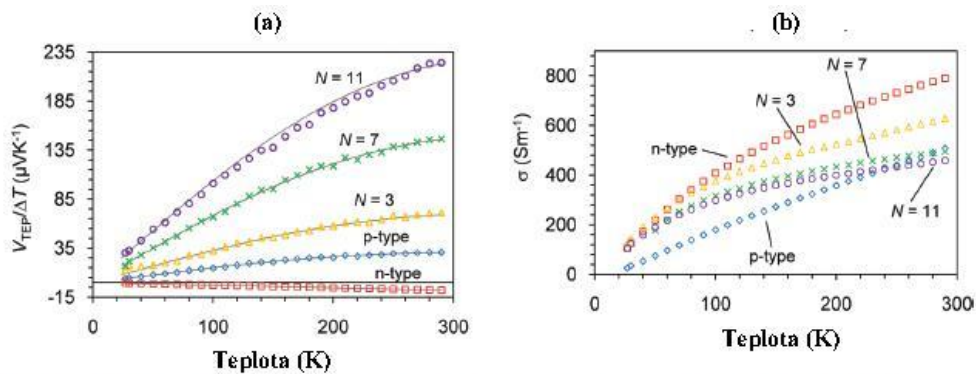 (a)
235
185
135
85
35
-15
V_TEP/ΔT (μVK⁻¹)
N = 11
N = 7
N = 3
p-type
n-type
0
100
200
300
Teplota (K)
(b)
800
600
400
200
0
σ (Sm⁻¹)
N = 7
N = 3
n-type
N = 11
p-type
0
100
200
300
Teplota (K)